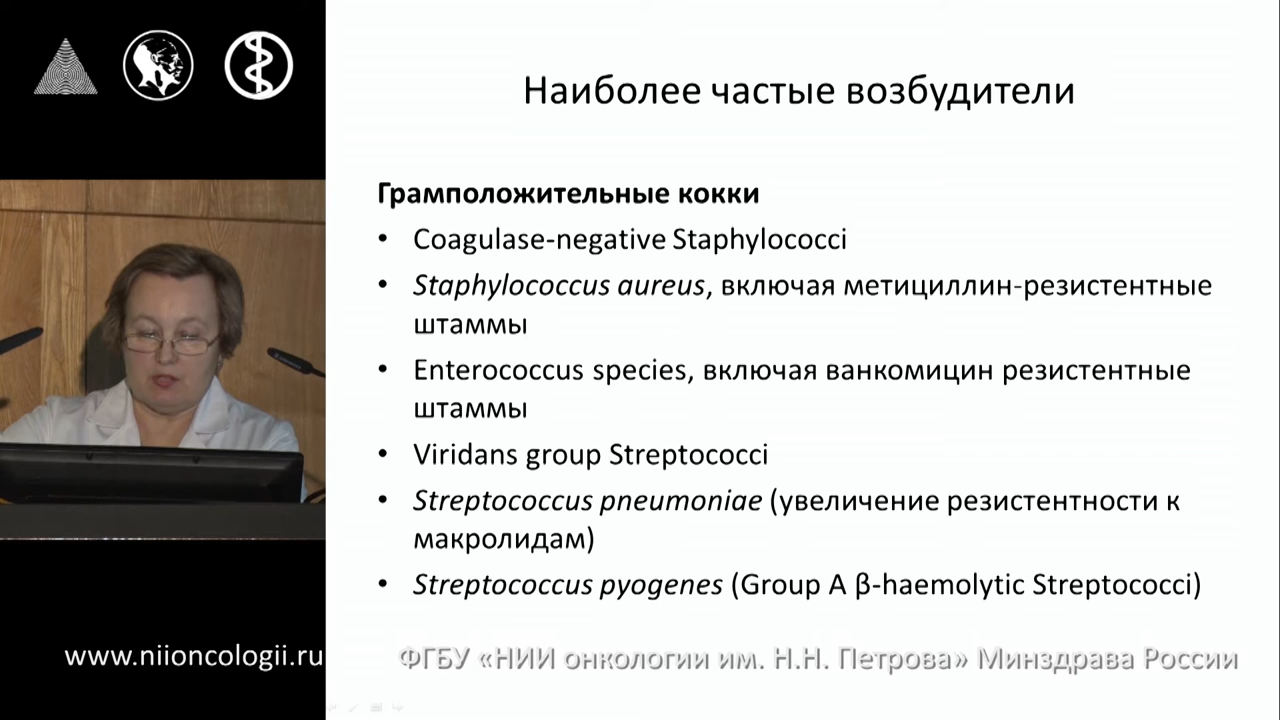 Наиболее частые возбудители
Грамположительные кокки
• Coagulase-negative Staphylococci
• Staphylococcus aureus, включая метициллин-резистентные
штаммы
• Enterococcus species, включая ванкомицин резистентные
штаммы
• Viridans group Streptococci
• Streptococcus pneumoniae (увеличение резистентности к
макролидам)
• Streptococcus pyogenes (Group A β-haemolytic Streptococci)
www.niioncologii.ru
ФГБУ «НИИ онкологии им. Н.Н. Петрова» Минздрава России